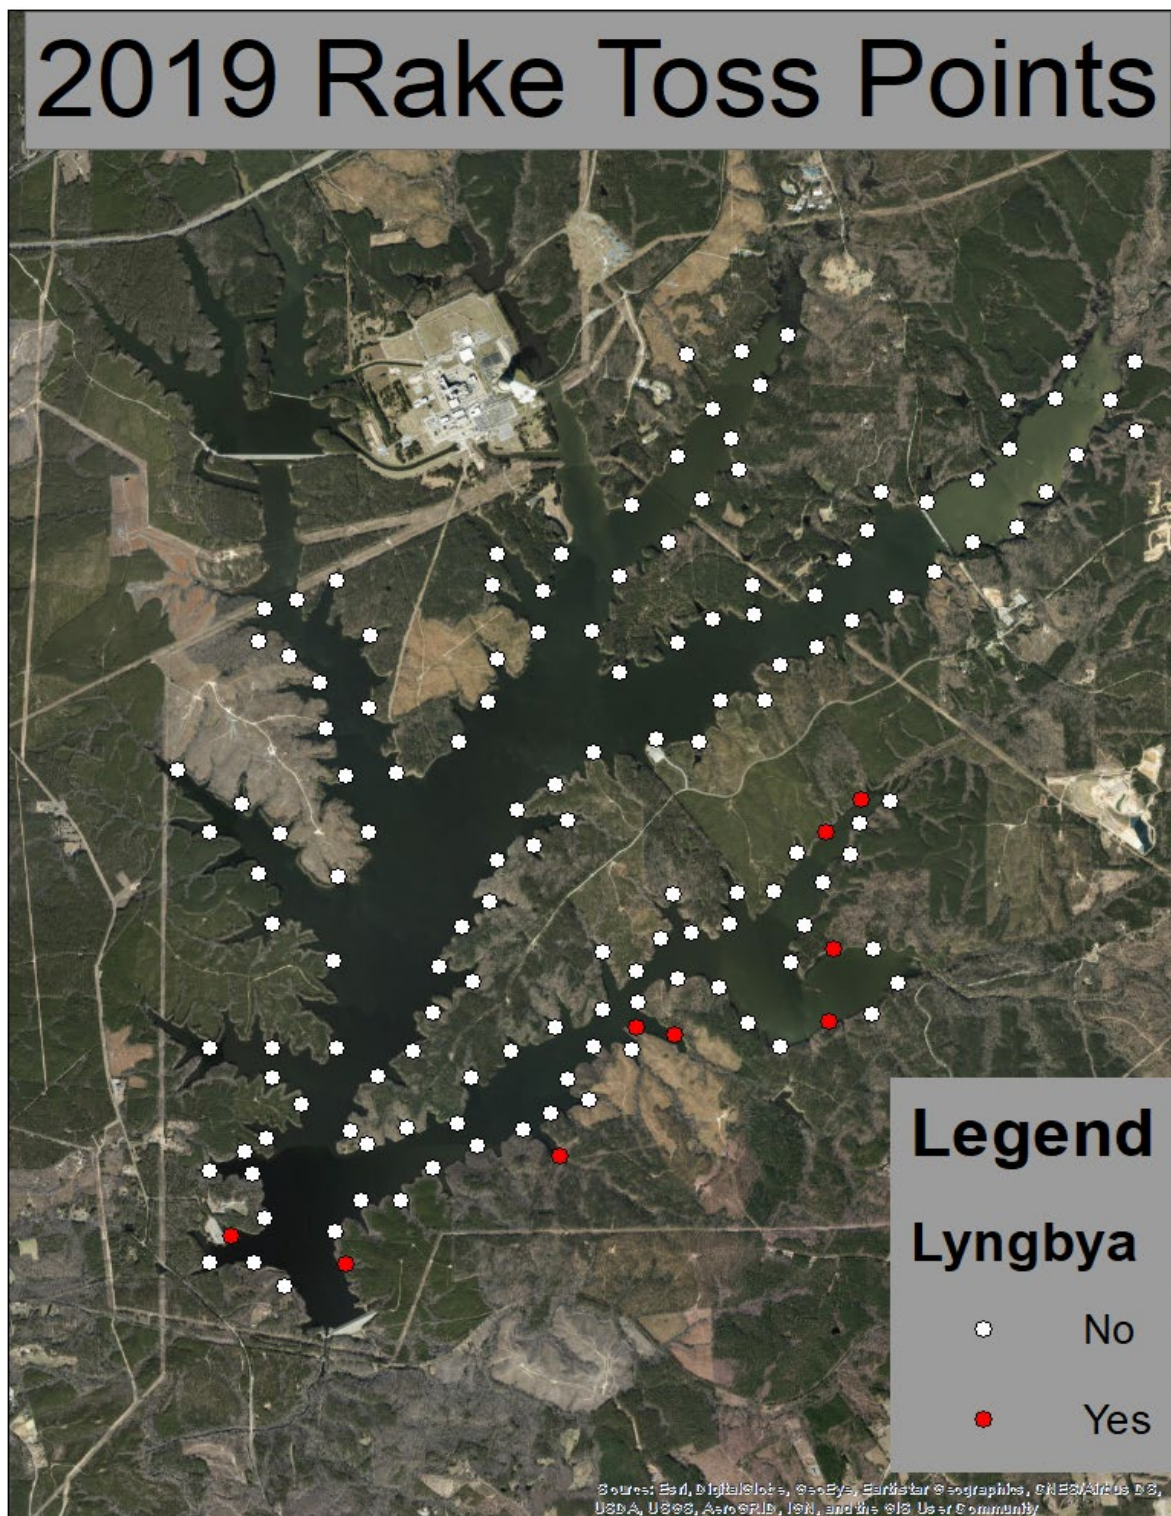 2019 Rake Toss Points
Legend
Lyngbya
No
Yes
Source: Esri, DigitalGlobe, GeoEye, Earthstar Geographics, CNES/Airbus DS,
USDA, USGS, AeroGRID, IGN, and the GIS User Community